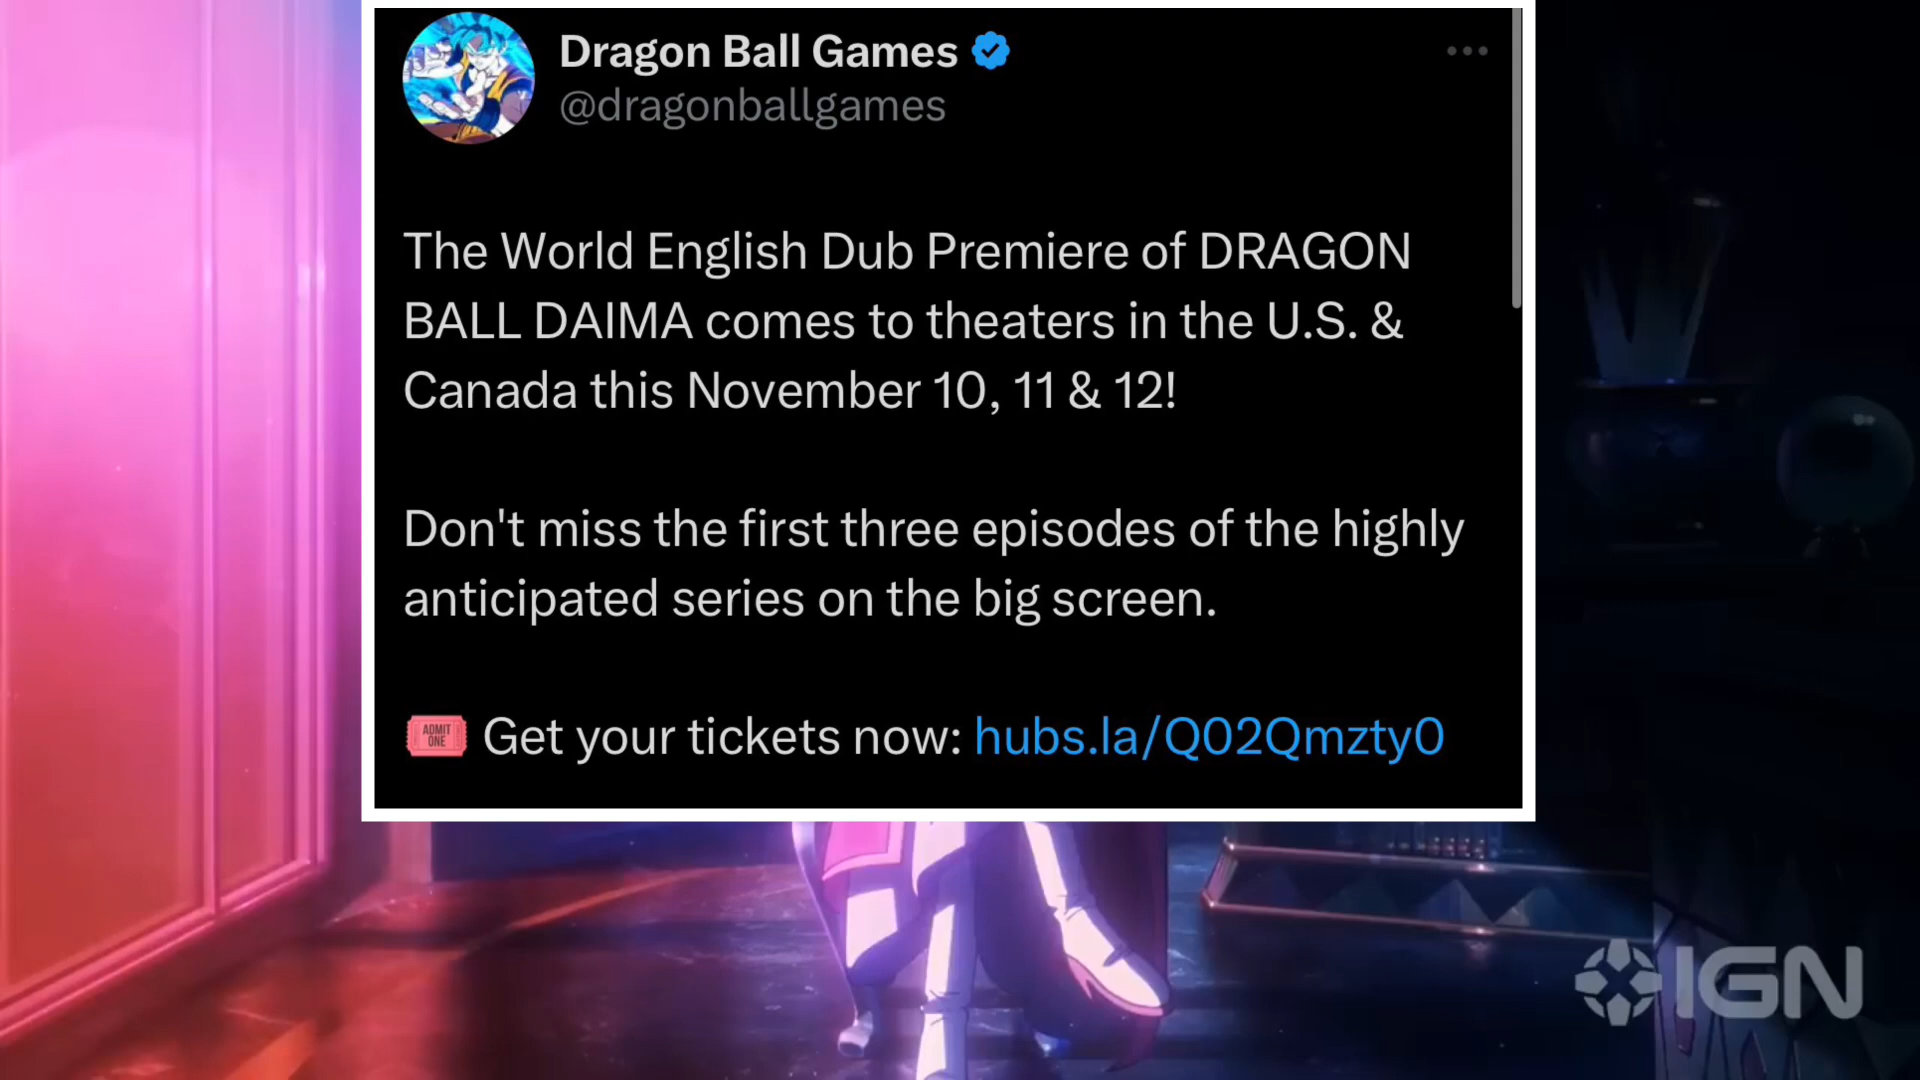 Dragon Ball Games
@dragonballgames
The World English Dub Premiere of DRAGON
BALL DAIMA comes to theaters in the U.S. &
Canada this November 10, 11 & 12!
Don't miss the first three episodes of the highly
anticipated series on the big screen.
ADMIT
ONE
Get your tickets now: hubs.la/Q02Qmzty0
IGN